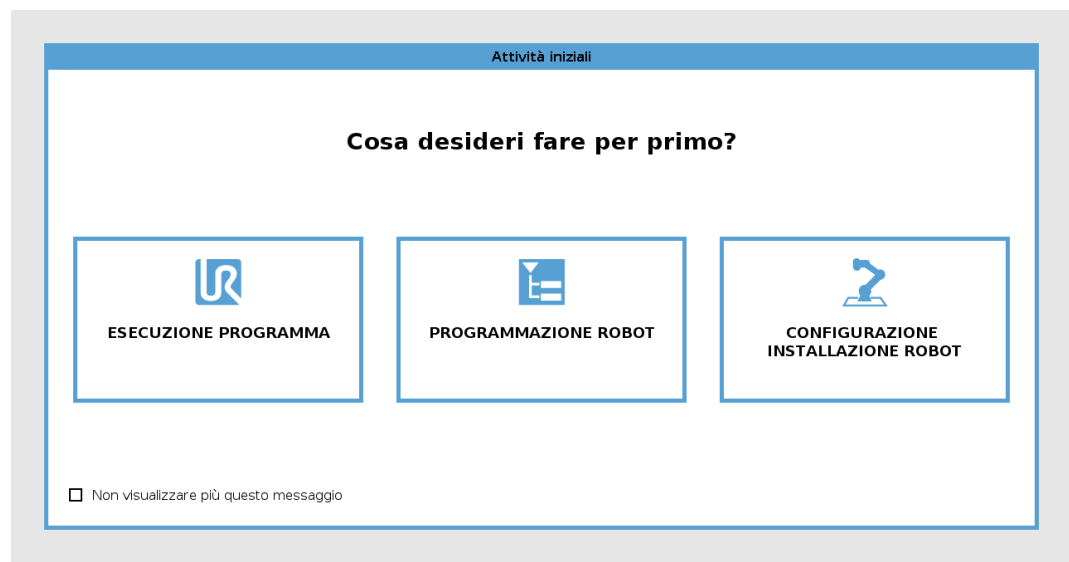 Attività iniziali
Cosa desideri fare per primo?
ESECUZIONE PROGRAMMA
PROGRAMMAZIONE ROBOT
CONFIGURAZIONE
INSTALLAZIONE ROBOT
Non visualizzare più questo messaggio